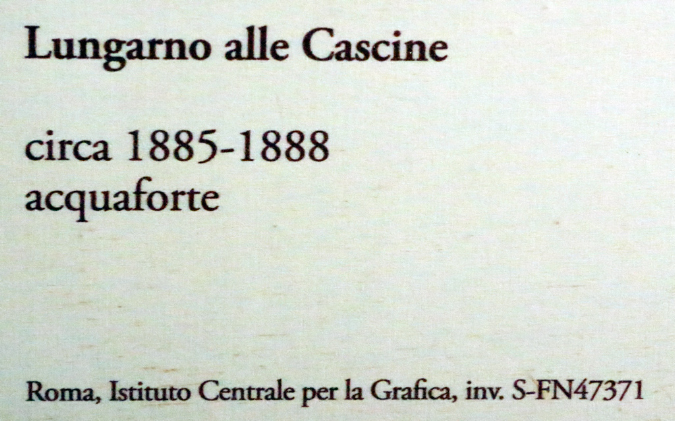 Lungarno alle Cascine
circa 1885-1888
acquaforte
Roma, Istituto Centrale per la Grafica, inv. S-FN47371